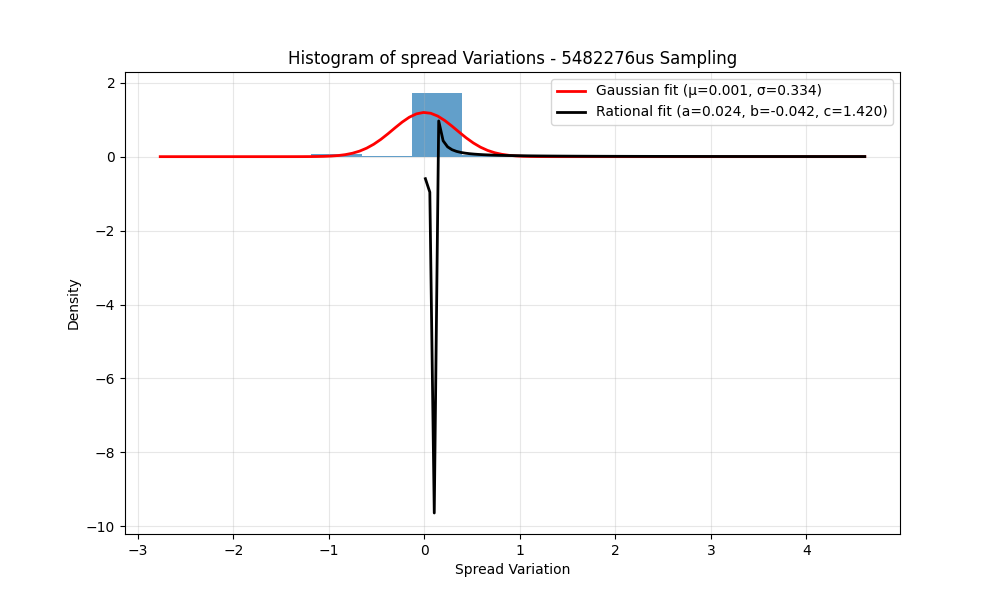 Histogram of spread Variations - 5482276us Sampling
Gaussian fit (μ=0.001, σ=0.334)
Rational fit (a=0.024, b=-0.042, c=1.420)
2
0
−2
−4
−6
−8
−10
Density
−3 −2 −1 0 1 2 3 4
Spread Variation